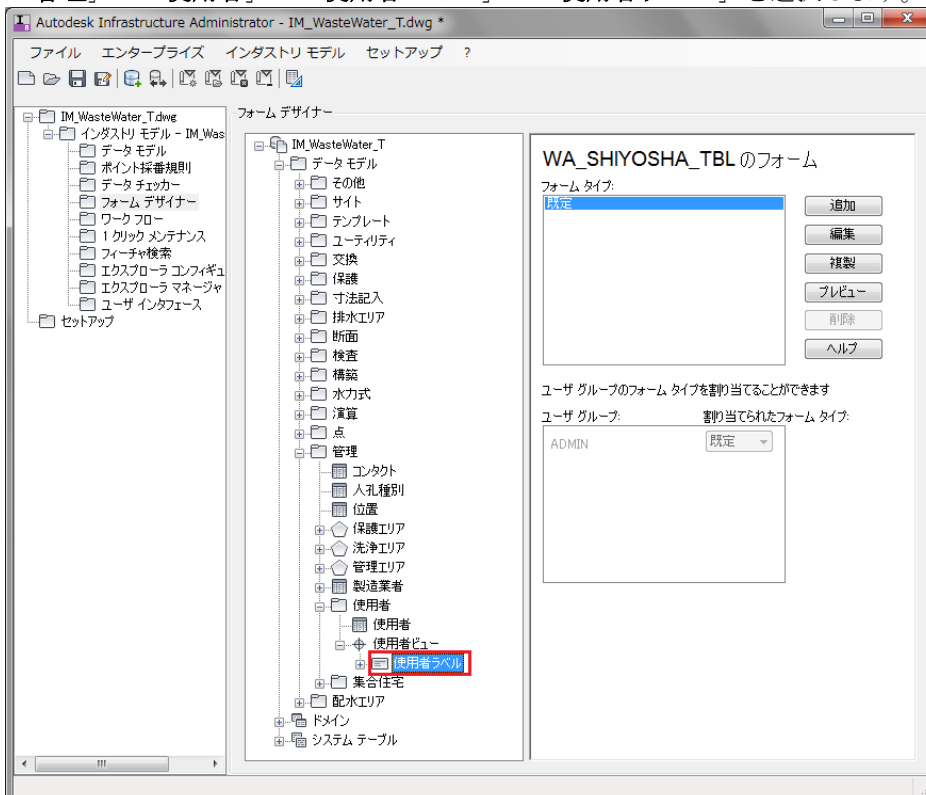 Autodesk Infrastructure Administrator - IM_WasteWater_T.dwg *
ファイル エンタープライズ インダストリ モデル セットアップ ?
IM_WasteWater_T.dwg
インダストリ モデル - IM_Was
データ モデル
ポイント採番規則
データ チェッカー
フォーム デザイナー
ワーク フロー
1 クリック メンテナンス
フィーチャ検索
エクスプローラ コンフィギュ
エクスプローラ マネージャ
ユーザ インタフェース
セットアップ
フォーム デザイナー
IM_WasteWater_T
データ モデル
その他
サイト
テンプレート
ユーティリティ
交換
保護
寸法記入
排水エリア
断面
検査
構築
水力式
演算
点
管理
コンタクト
人孔種別
位置
保護エリア
洗浄エリア
管理エリア
製造業者
使用者
使用者
使用者ビュー
使用者ラベル
集合住宅
配水エリア
ドメイン
システム テーブル
WA_SHIYOSHA_TBL のフォーム
フォーム タイプ:
既定
追加
編集
複製
プレビュー
削除
ヘルプ
ユーザ グループのフォーム タイプを割り当てることができます
ユーザ グループ: 割り当てられたフォーム タイプ:
ADMIN 既定